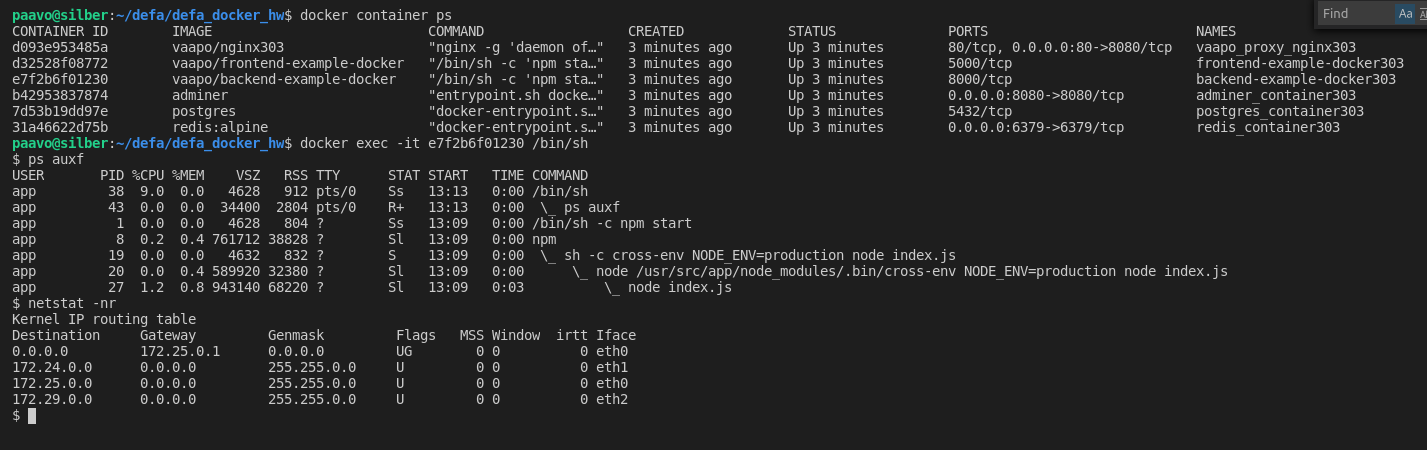 Find Aa
paavo@silber:~/defa/defa_docker_hw$ docker container ps
CONTAINER ID        IMAGE                           COMMAND                  CREATED             STATUS              PORTS                          NAMES
d093e953485a        vaapo/nginx303                  "nginx -g 'daemon of…"   3 minutes ago       Up 3 minutes        80/tcp, 0.0.0.0:80->8080/tcp   vaapo_proxy_nginx303
d32528f08772        vaapo/frontend-example-docker   "/bin/sh -c 'npm sta…"   3 minutes ago       Up 3 minutes        5000/tcp                       frontend-example-docker303
e7f2b6f01230        vaapo/backend-example-docker    "/bin/sh -c 'npm sta…"   3 minutes ago       Up 3 minutes        8000/tcp                       backend-example-docker303
b42953837874        adminer                         "entrypoint.sh docke…"   3 minutes ago       Up 3 minutes        0.0.0.0:8080->8080/tcp         adminer_container303
7d53b19dd97e        postgres                        "docker-entrypoint.s…"   3 minutes ago       Up 3 minutes        5432/tcp                       postgres_container303
31a46622d75b        redis:alpine                    "docker-entrypoint.s…"   3 minutes ago       Up 3 minutes        0.0.0.0:6379->6379/tcp         redis_container303
paavo@silber:~/defa/defa_docker_hw$ docker exec -it e7f2b6f01230 /bin/sh
$ ps auxf
USER       PID %CPU %MEM    VSZ   RSS TTY      STAT START   TIME COMMAND
app         38  9.0  0.0   4628   912 pts/0    Ss   13:13   0:00 /bin/sh
app         43  0.0  0.0  34400  2804 pts/0    R+   13:13   0:00  \_ ps auxf
app          1  0.0  0.0   4628   804 ?        Ss   13:09   0:00 /bin/sh -c npm start
app          8  0.2  0.4 761712 38828 ?        Sl   13:09   0:00 npm
app         19  0.0  0.0   4632   832 ?        S    13:09   0:00  \_ sh -c cross-env NODE_ENV=production node index.js
app         20  0.0  0.4 589920 32380 ?        Sl   13:09   0:00      \_ node /usr/src/app/node_modules/.bin/cross-env NODE_ENV=production node index.js
app         27  1.2  0.8 943140 68220 ?        Sl   13:09   0:03          \_ node index.js
$ netstat -nr
Kernel IP routing table
Destination     Gateway         Genmask         Flags   MSS Window  irtt Iface
0.0.0.0         172.25.0.1      0.0.0.0         UG        0 0          0 eth0
172.24.0.0      0.0.0.0         255.255.0.0     U         0 0          0 eth1
172.25.0.0      0.0.0.0         255.255.0.0     U         0 0          0 eth0
172.29.0.0      0.0.0.0         255.255.0.0     U         0 0          0 eth2
$